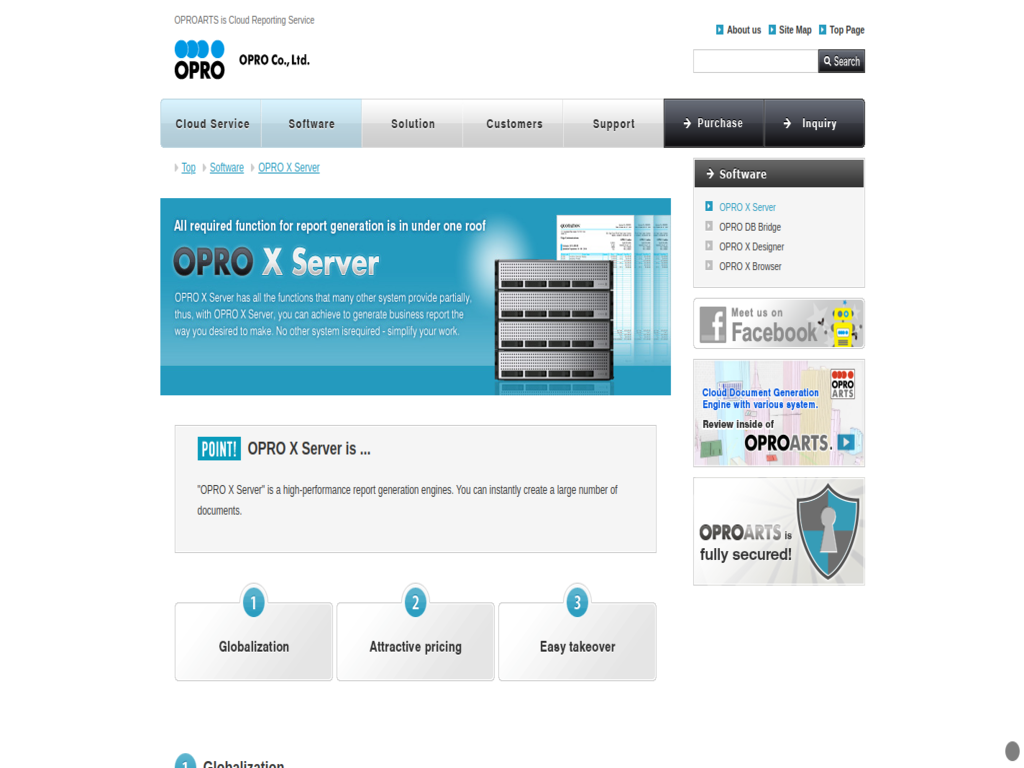 OPROARTS is Cloud Reporting Service
About us
Site Map
Top Page
OPRO
OPRO Co., Ltd.
Search
Cloud Service
Software
Solution
Customers
Support
Purchase
Inquiry
Top
Software
OPRO X Server
All required function for report generation is in under one roof
OPRO X Server
OPRO X Server has all the functions that many other system provide partially,
thus, with OPRO X Server, you can achieve to generate business report the
way you desired to make. No other system isrequired - simplify your work.
POINT!
OPRO X Server is ...
"OPRO X Server" is a high-performance report generation engines. You can instantly create a large number of
documents.
1
Globalization
2
Attractive pricing
3
Easy takeover
1
Globalization
Software
OPRO X Server
OPRO DB Bridge
OPRO X Designer
OPRO X Browser
Meet us on
Facebook
OPRO
ARTS
Cloud Document Generation
Engine with various system.
Review inside of
OPROARTS.
OPROARTS is
fully secured!